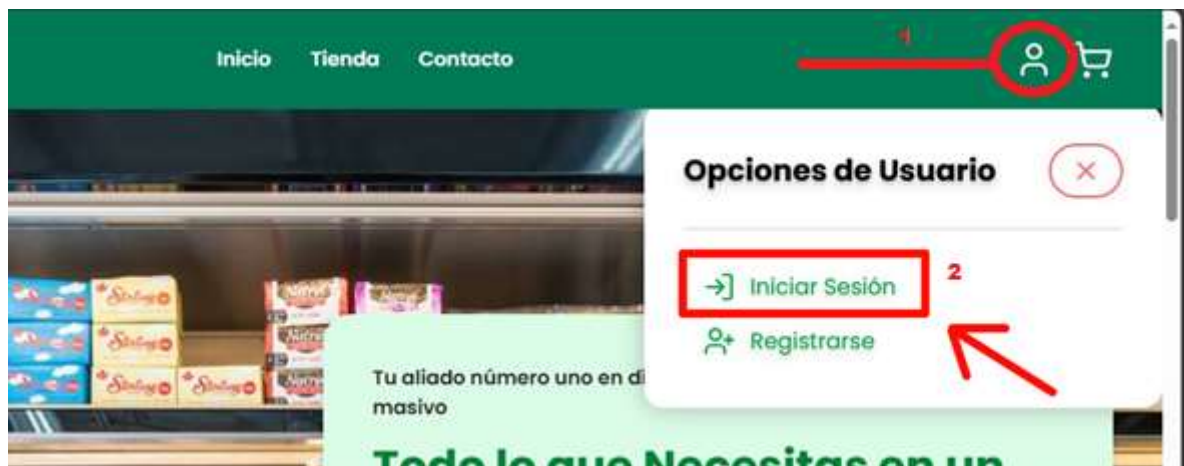 Inicio Tienda Contacto
1
Opciones de Usuario
Iniciar Sesión
2
Registrarse
Tu aliado número uno en di
masivo
Todo lo que Necesitas en un